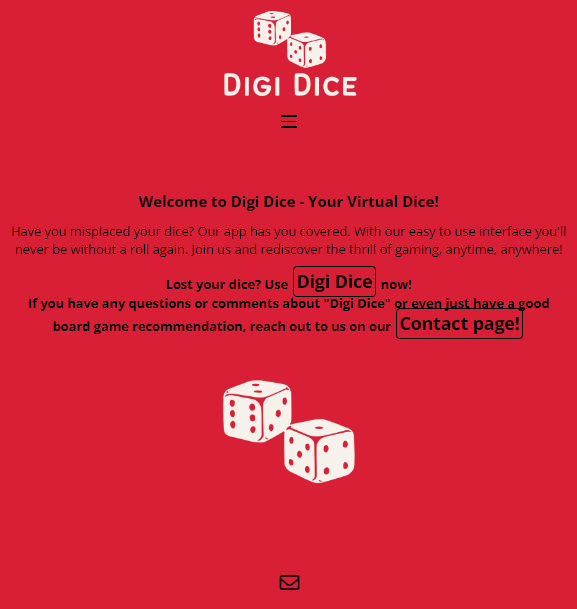 DIGI DICE
Welcome to Digi Dice - Your Virtual Dice!
Have you misplaced your dice? Our app has you covered. With our easy to use interface you'll
never be without a roll again. Join us and rediscover the thrill of gaming, anytime, anywhere!
Lost your dice? Use Digi Dice now!
If you have any questions or comments about "Digi Dice" or even just have a good
board game recommendation, reach out to us on our Contact page!